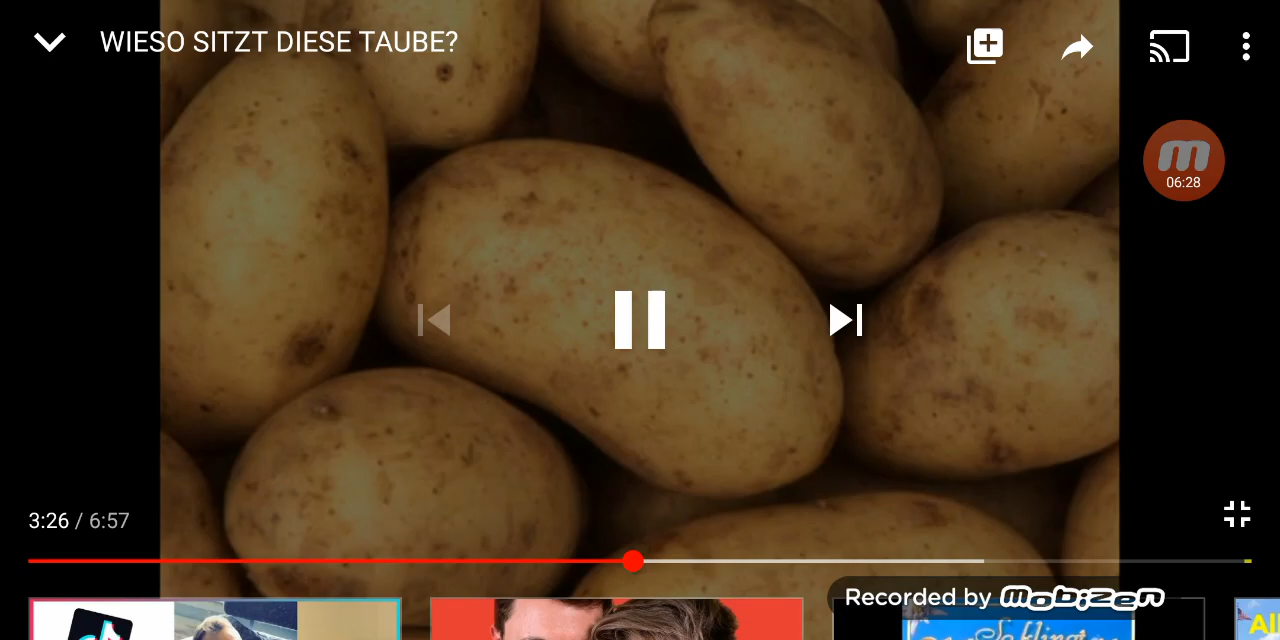 WIESO SITZT DIESE TAUBE?
m
06:28
3:26 / 6:57
Recorded by mobizen